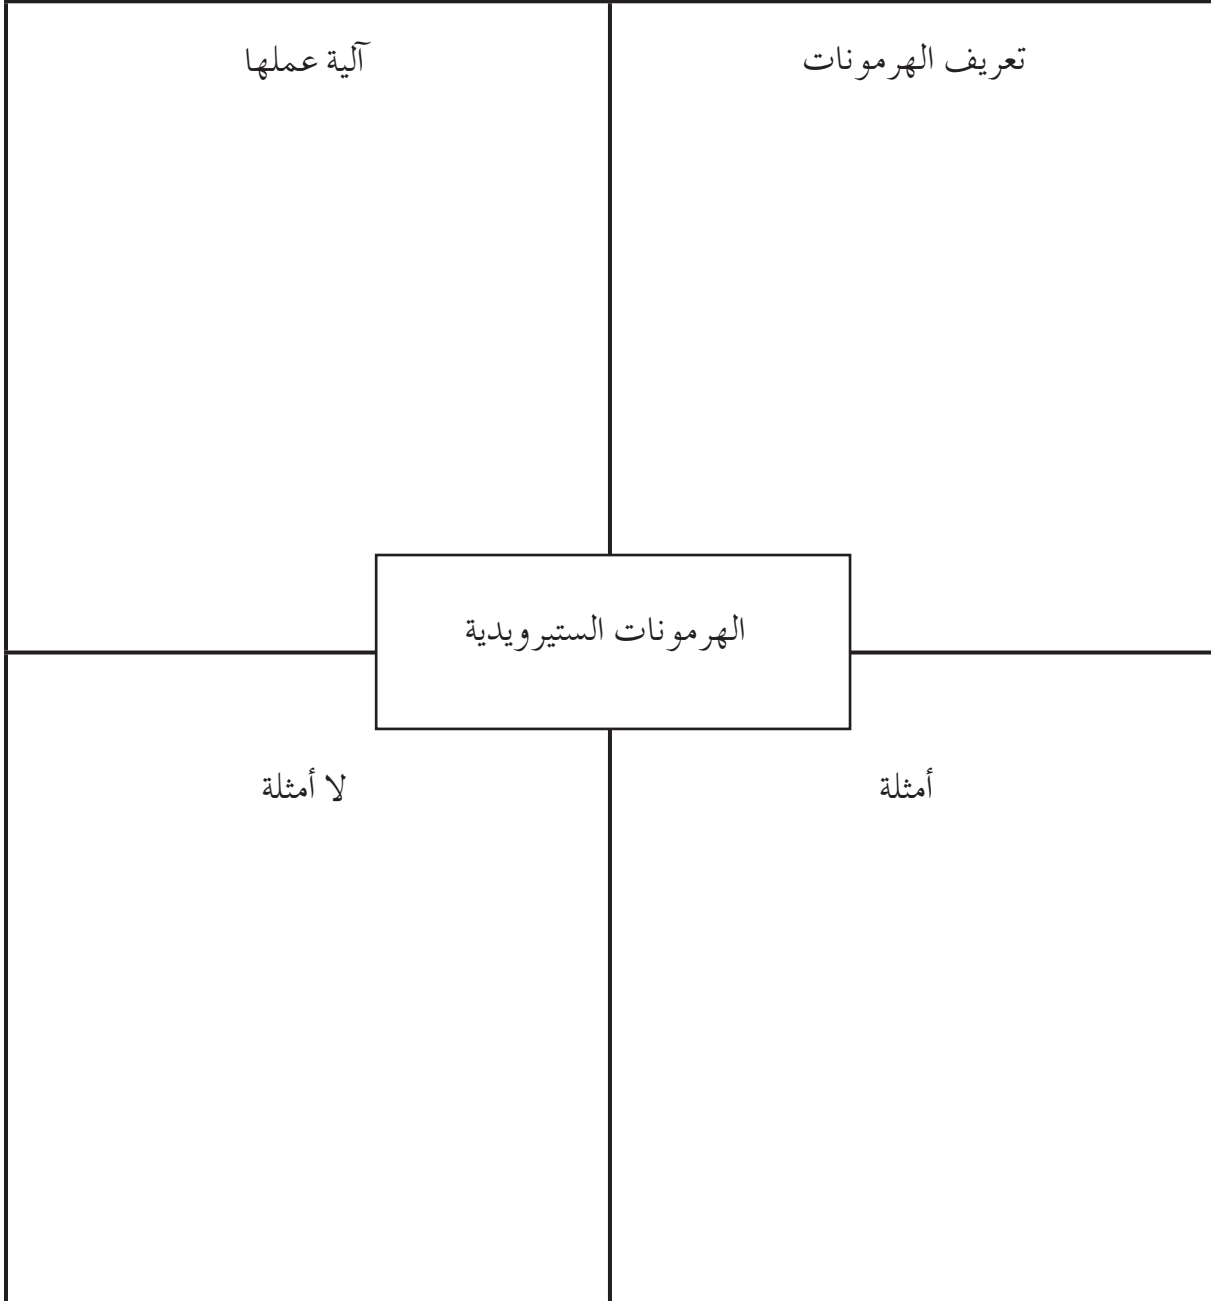 تعريف الهرمونات
آلية عملها
الهرمونات الستيرويدية
أمثلة
لا أمثلة